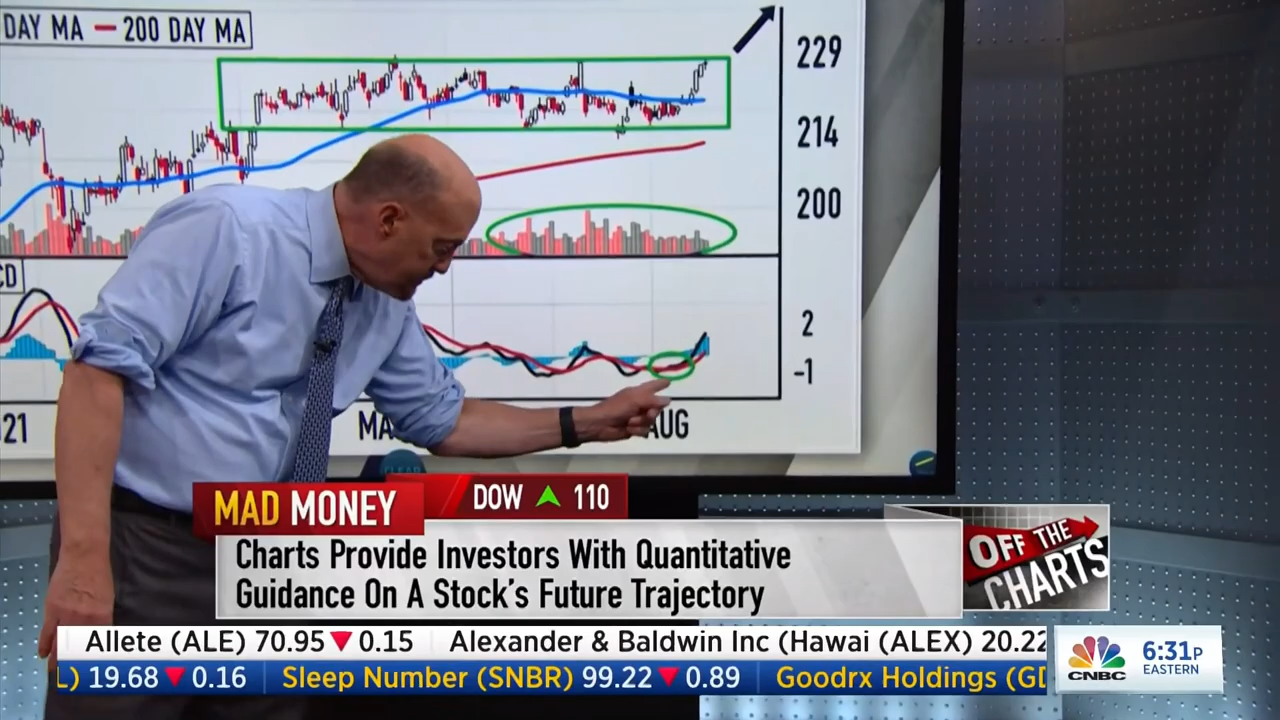 DAY MA — 200 DAY MA
229
214
200
CD
2
-1
21
MA
AUG
CLEAR
MAD MONEY
DOW ▲ 110
Charts Provide Investors With Quantitative
Guidance On A Stock's Future Trajectory
OFF THE
CHARTS
Allete (ALE) 70.95 ▼ 0.15 Alexander & Baldwin Inc (Hawai (ALEX) 20.22
L) 19.68 ▼ 0.16 Sleep Number (SNBR) 99.22 ▼ 0.89 Goodrx Holdings (GD
6:31P
EASTERN
CNBC